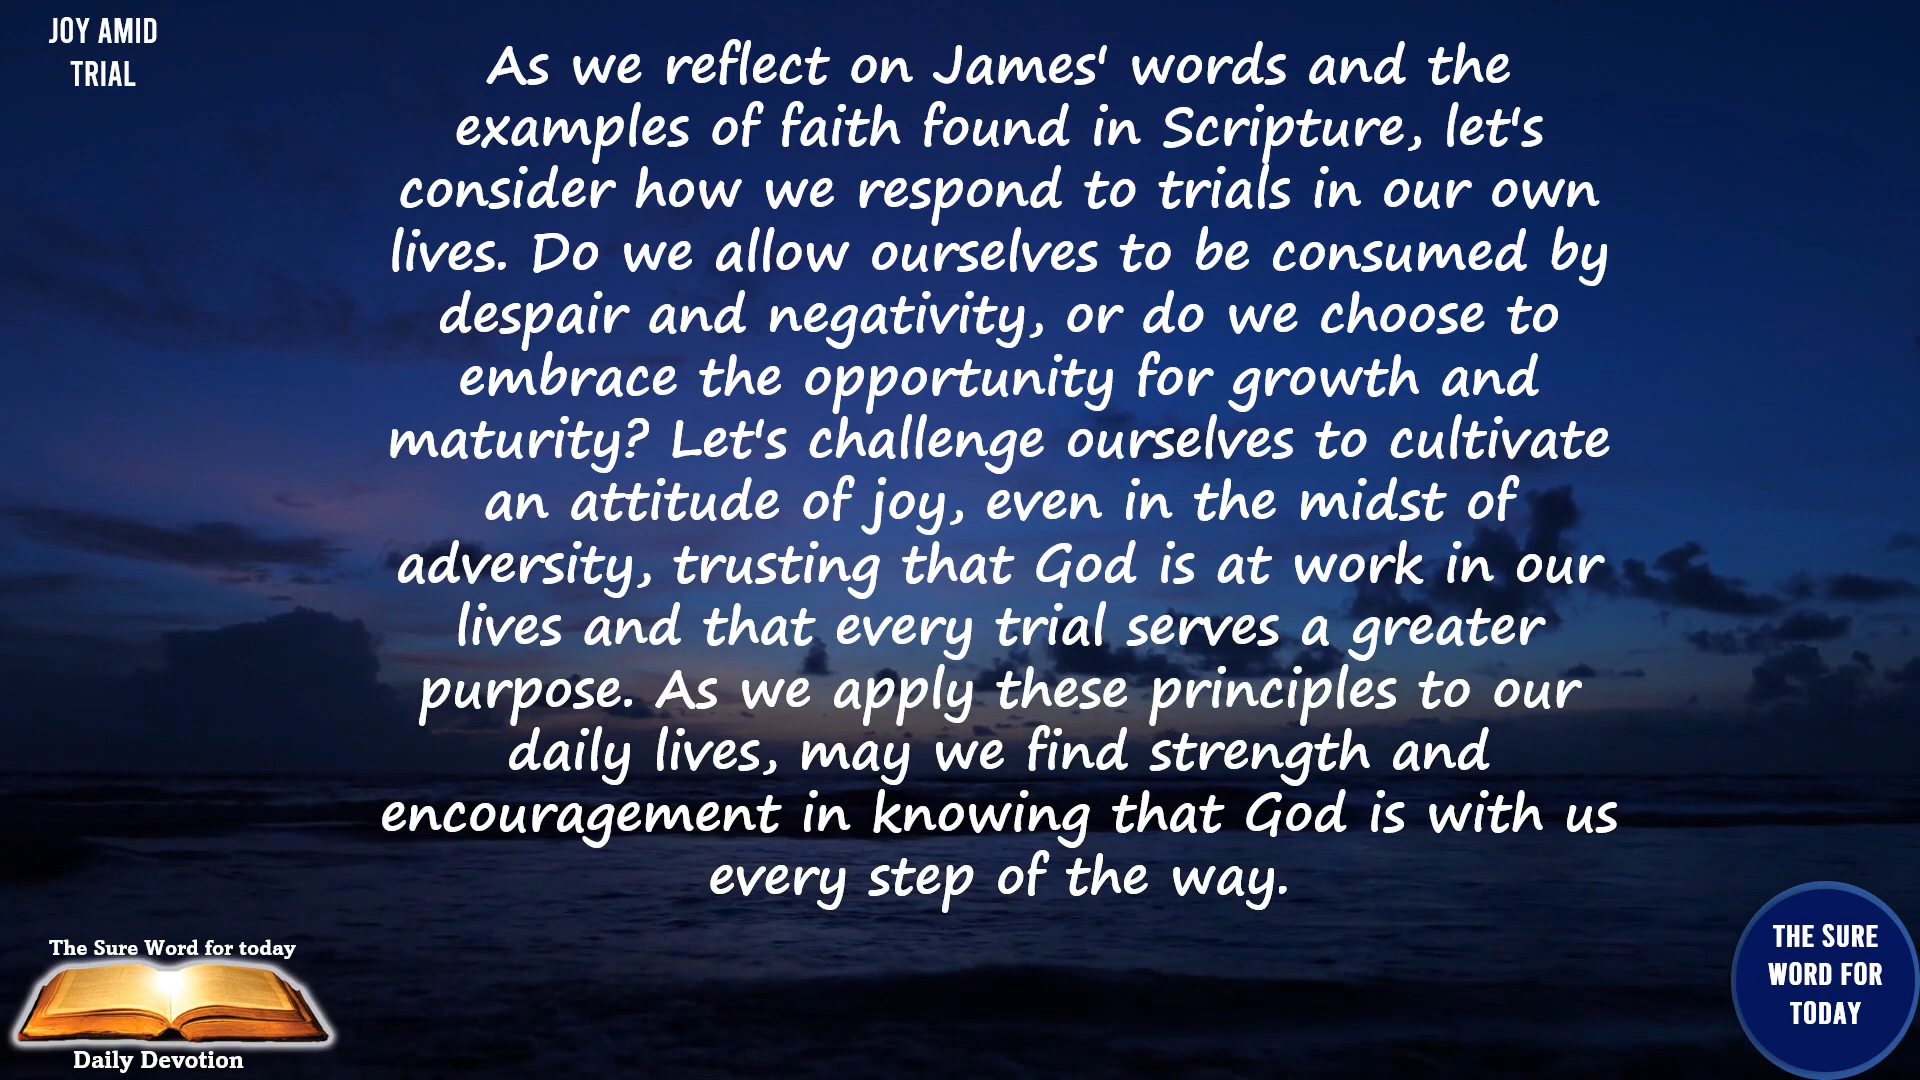 JOY AMID
TRIAL
As we reflect on James' words and the
examples of faith found in Scripture, let's
consider how we respond to trials in our own
lives. Do we allow ourselves to be consumed by
despair and negativity, or do we choose to
embrace the opportunity for growth and
maturity? Let's challenge ourselves to cultivate
an attitude of joy, even in the midst of
adversity, trusting that God is at work in our
lives and that every trial serves a greater
purpose. As we apply these principles to our
daily lives, may we find strength and
encouragement in knowing that God is with us
every step of the way.
The Sure Word for today
Daily Devotion
THE SURE
WORD FOR
TODAY